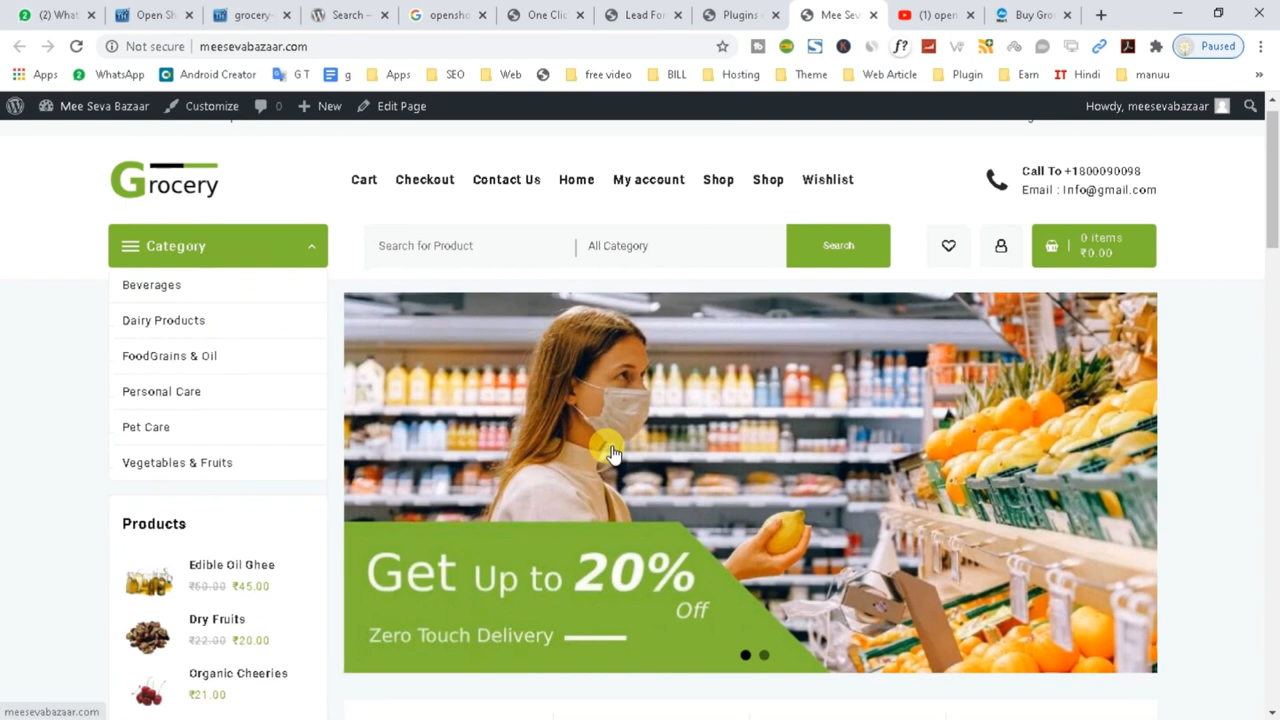 (2) What
Open Sh
grocery-
Search –
opensho
One Clic
Lead For
Plugins
Mee Sev
(1) open
Buy Gro
Not secure
meesevabazaar.com
Paused
Apps
WhatsApp
Android Creator
G T
g
Apps
SEO
Web
free video
BILL
Hosting
Theme
Web Article
Plugin
Earn
IT
Hindi
manuu
»
Mee Seva Bazaar
Customize
0
New
Edit Page
Howdy, meesevabazaar
Grocery
Cart
Checkout
Contact Us
Home
My account
Shop
Shop
Wishlist
Call To +1800090098
Email : Info@gmail.com
Category
Search for Product
All Category
Search
0 items
₹0.00
Beverages
Dairy Products
FoodGrains & Oil
Personal Care
Pet Care
Vegetables & Fruits
Products
Edible Oil Ghee
₹50.00 ₹45.00
Dry Fruits
₹22.00 ₹20.00
Organic Cheeries
₹21.00
Get Up to 20%
Off
Zero Touch Delivery
meesevabazaar.com